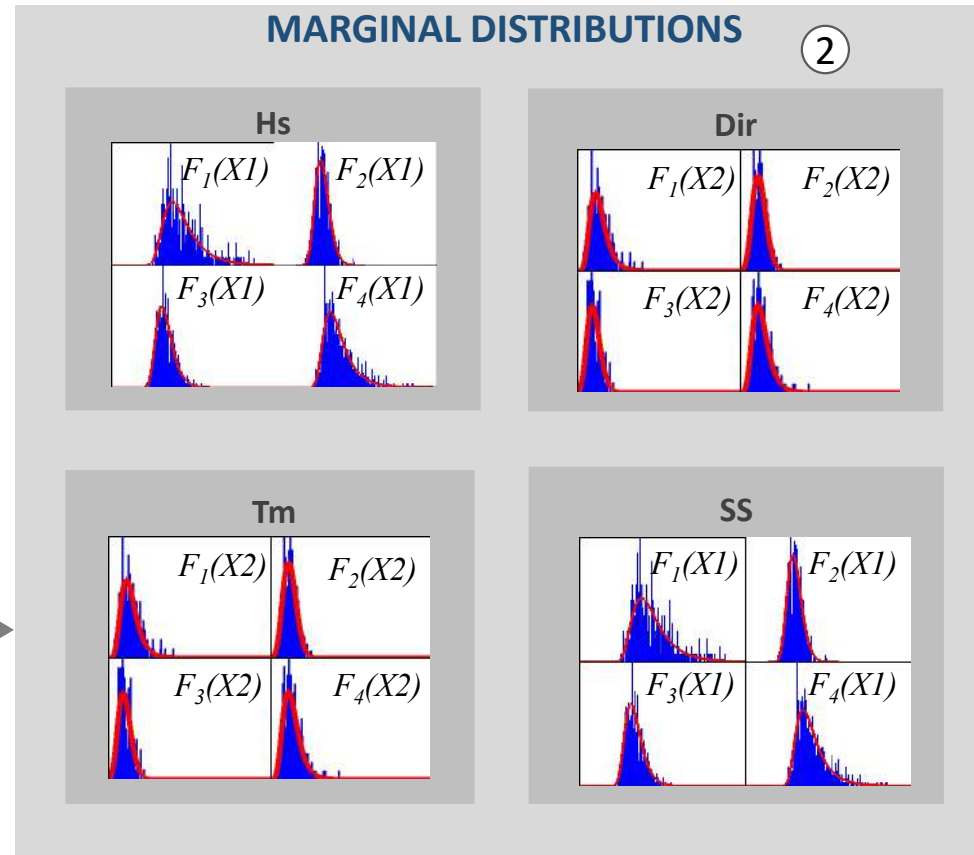 MARGINAL DISTRIBUTIONS
2
Hs
F₁(X1) F₂(X1)
F₃(X1) F₄(X1)
Dir
F₁(X2) F₂(X2)
F₃(X2) F₄(X2)
Tm
F₁(X2) F₂(X2)
F₃(X2) F₄(X2)
SS
F₁(X1) F₂(X1)
F₃(X1) F₄(X1)